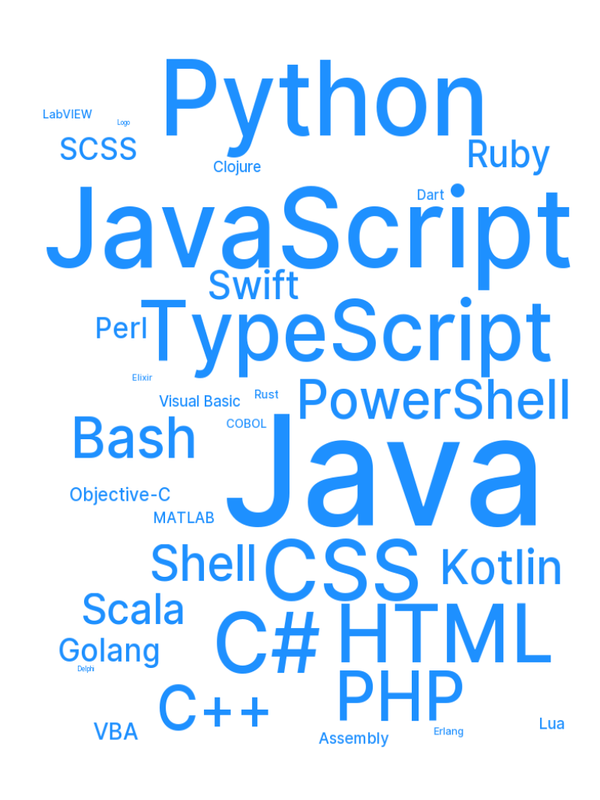 Python
LabVIEW
Logo
SCSS
Ruby
Clojure
Dart
JavaScript
Swift
Perl
TypeScript
Elixir
Rust
Visual Basic
PowerShell
COBOL
Bash
Java
Objective-C
MATLAB
Shell
CSS
Kotlin
Scala
C#
HTML
Golang
Delphi
PHP
C++
VBA
Assembly
Erlang
Lua